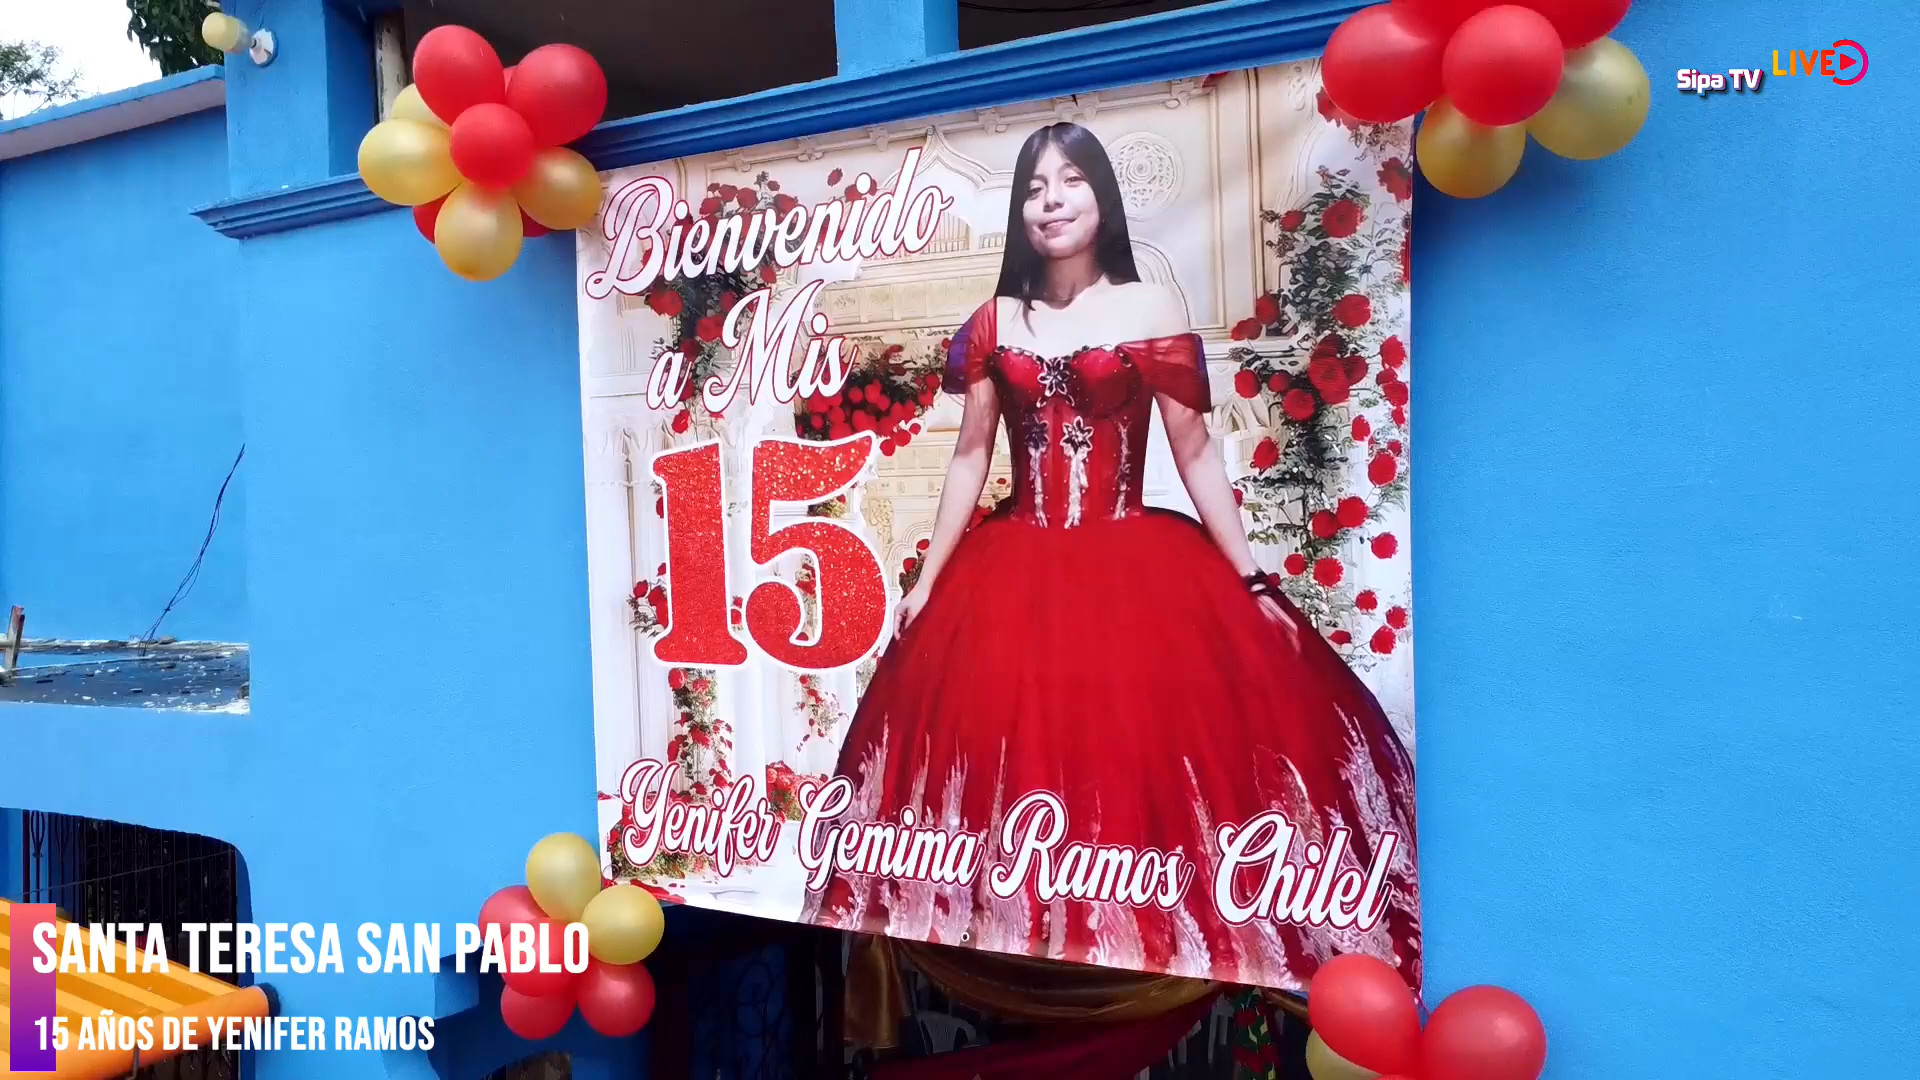 Sipa TV
LIVE
Bienvenido
a Mis
15
Yenifer Gemima Ramos Chilel
SANTA TERESA SAN PABLO
15 AÑOS DE YENIFER RAMOS